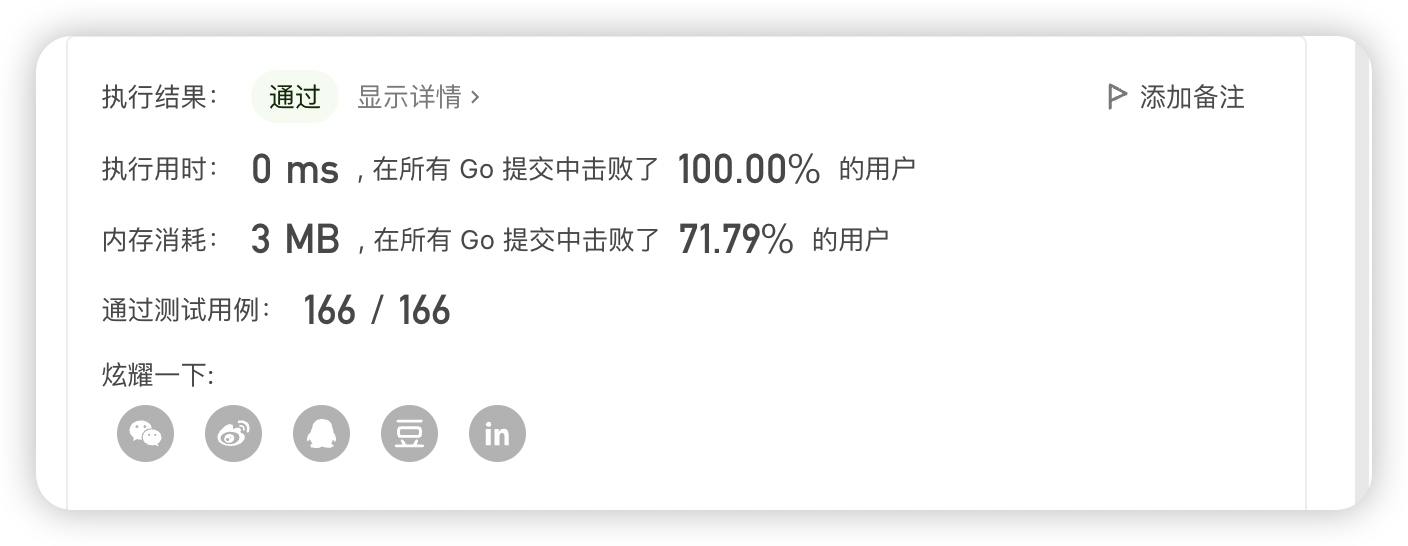 执行结果： 通过 显示详情 › 添加备注
执行用时： 0 ms , 在所有 Go 提交中击败了 100.00% 的用户
内存消耗： 3 MB , 在所有 Go 提交中击败了 71.79% 的用户
通过测试用例： 166 / 166
炫耀一下:
豆 in